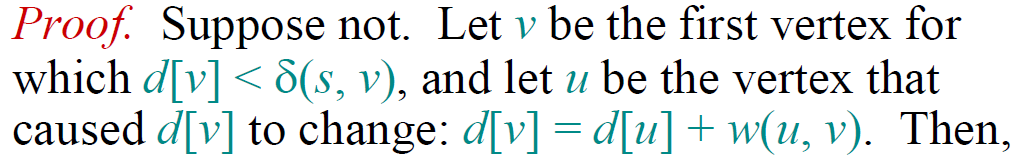 Proof. Suppose not. Let v be the first vertex for
which d[v] < δ(s, v), and let u be the vertex that
caused d[v] to change: d[v] = d[u] + w(u, v). Then,